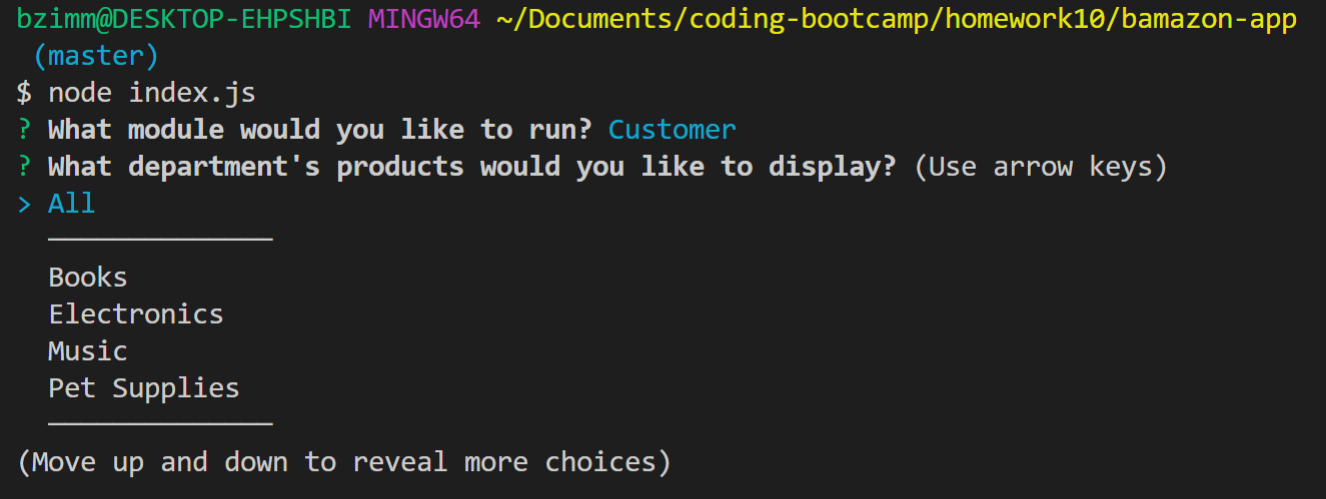 bzimm@DESKTOP-EHPSHBI MINGW64 ~/Documents/coding-bootcamp/homework10/bamazon-app
(master)
$ node index.js
? What module would you like to run? Customer
? What department's products would you like to display? (Use arrow keys)
> All
──────────────
Books
Electronics
Music
Pet Supplies
──────────────
(Move up and down to reveal more choices)